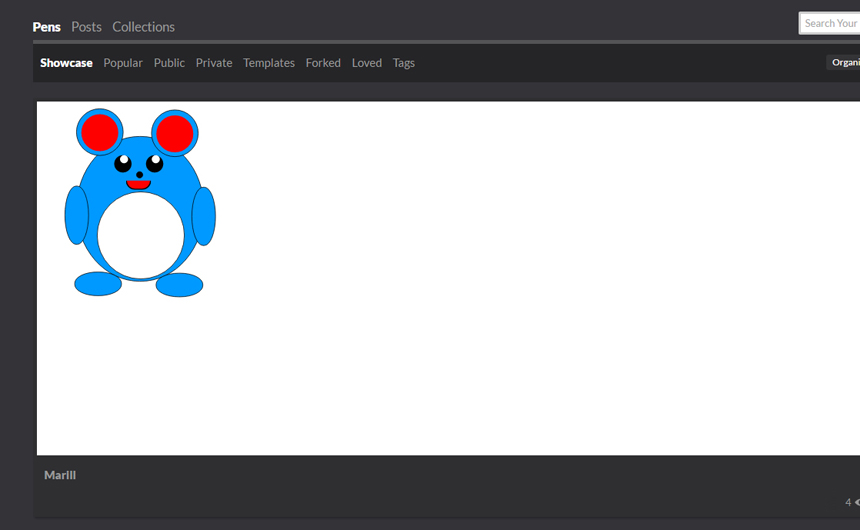 Pens Posts Collections
Search Your
Showcase Popular Public Private Templates Forked Loved Tags
Organi
Marill
4